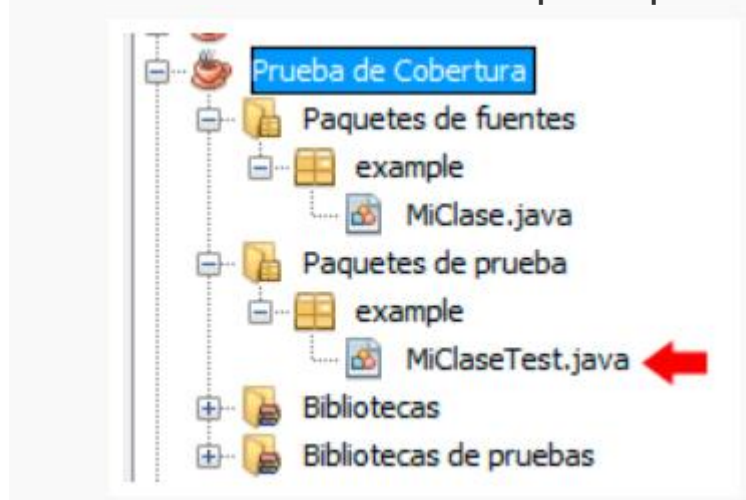 Prueba de Cobertura
Paquetes de fuentes
example
MiClase.java
Paquetes de prueba
example
MiClaseTest.java
Bibliotecas
Bibliotecas de pruebas